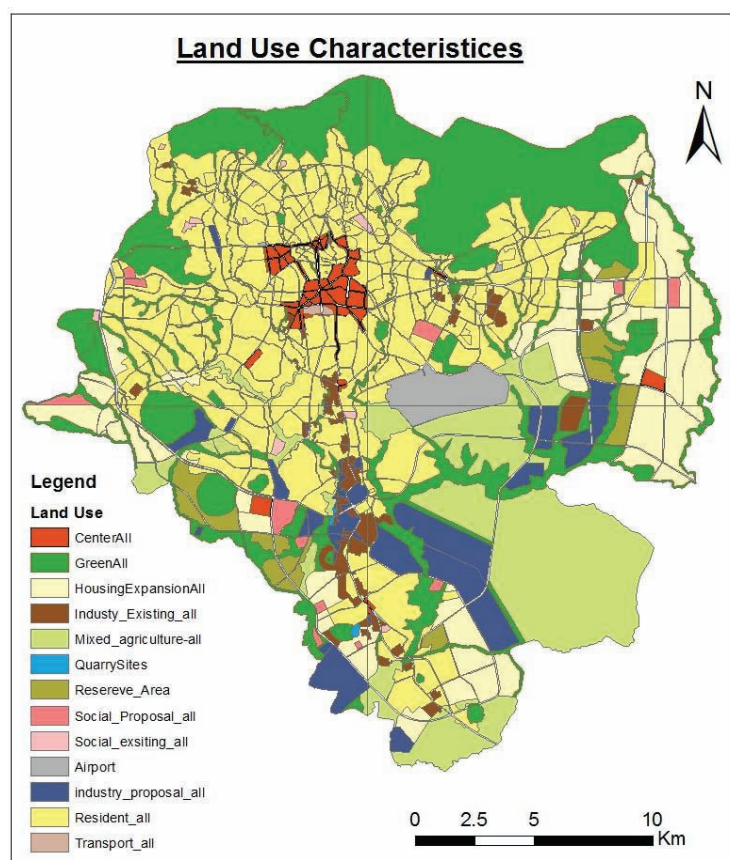 Land Use Characteristices
N
Legend
Land Use
CenterAll
GreenAll
HousingExpansionAll
Industy_Existing_all
Mixed_agriculture-all
QuarrySites
Resereve_Area
Social_Proposal_all
Social_exsiting_all
Airport
industry_proposal_all
Resident_all
Transport_all
0 2.5 5 10
Km